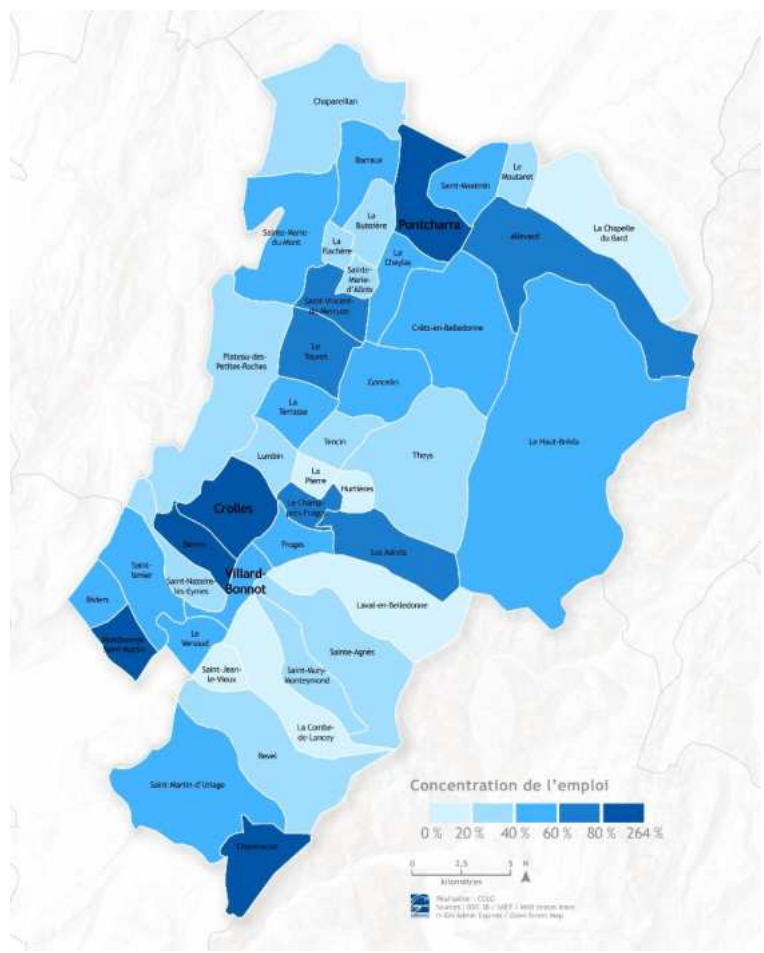 Chapareillan
Barraux
Saint-Maximin
Le
Moutaret
La Chapelle
du Bard
La
Buissière
Pontcharra
Allevard
Sainte-Marie-
du-Mont
La
Flachère
Le
Cheylas
Sainte-
Marie-
d'Alloix
Saint-Vincent-
de-Mercuze
Crêts-en-Belledonne
Le
Touvet
Plateau-des-
Petites-Roches
Goncelin
La
Terrasse
Le Haut-Bréda
Tencin
Lumbin
Theys
La
Pierre
Hurtières
Crolles
Le Champ-
près-Froges
Bernin
Froges
Les Adrets
Saint-
Ismier
Villard-
Bonnot
Saint-Nazaire-
les-Eymes
Biviers
Laval-en-Belledonne
Montbonnot-
Saint-Martin
Le
Versoud
Sainte-Agnès
Saint-Jean-
le-Vieux
Saint-Mury-
Monteymond
La Combe-
de-Lancey
Revel
Saint-Martin-d'Uriage
Chamrousse
Concentration de l'emploi
0 % 20 % 40 % 60 % 80 % 264 %
0 2,5 5 N
kilomètres